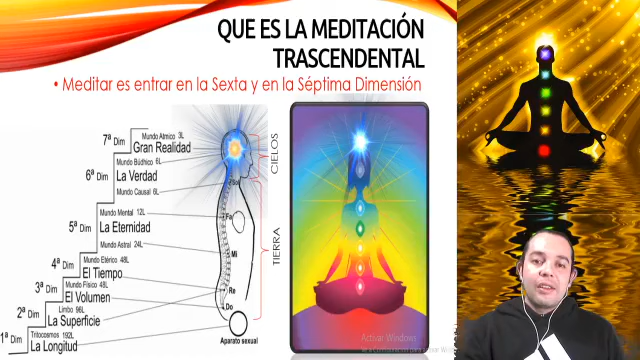 QUE ES LA MEDITACIÓN
TRASCENDENTAL
• Meditar es entrar en la Sexta y en la Séptima Dimensión
Mundo Atmico 3L
7ª Dim
Gran Realidad
Mundo Búdhico 6L
6ª Dim
La Verdad
Mundo Causal 6L
Mundo Mental 12L
5ª Dim
La Eternidad
Mundo Astral 24L
Mundo Etérico 48L
4ª Dim
El Tiempo
Mundo Físico 48L
3ª Dim
El Volumen
Limbo 96L
2ª Dim
La Superficie
Tritocosmos 192L
1ª Dim
La Longitud
Sol
Fa
Mi
Re
Do
Aparato sexual
CIELOS
TIERRA
Activar Windows